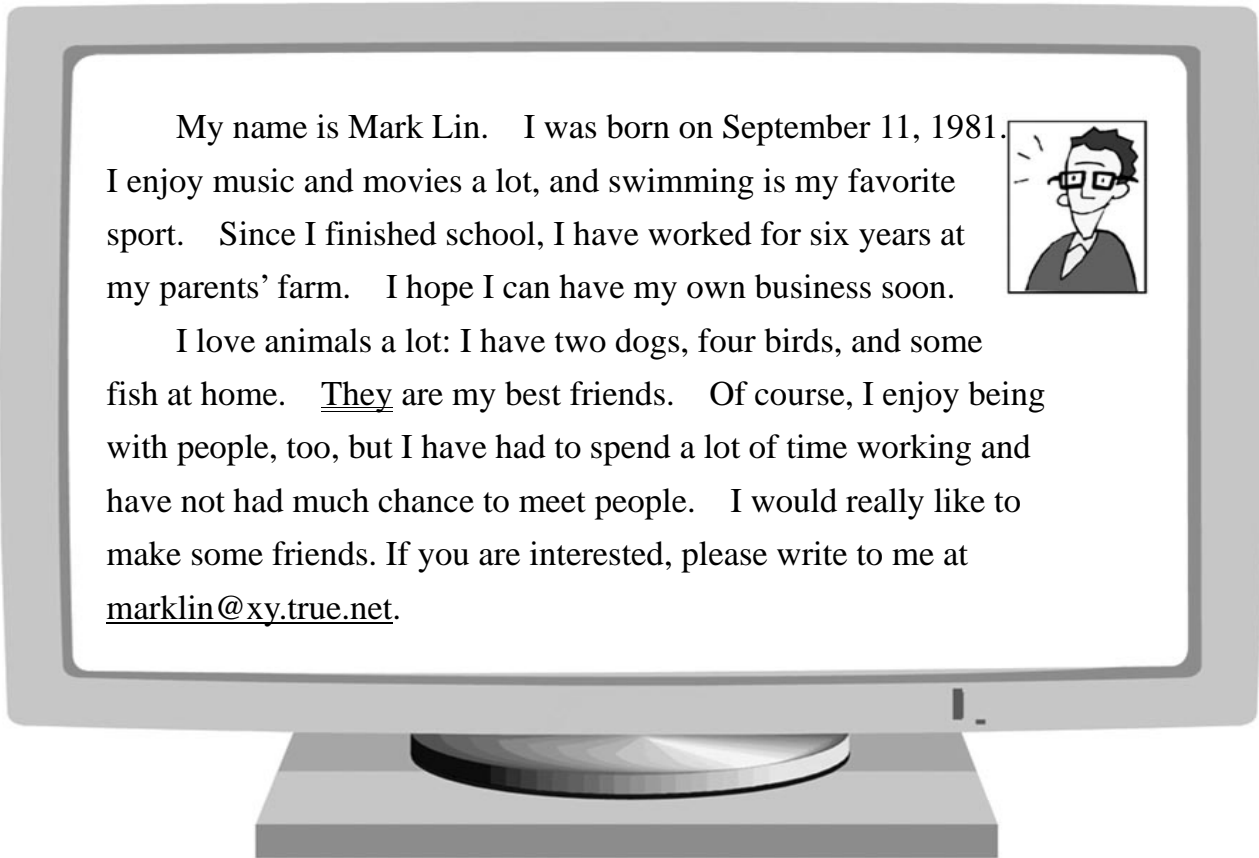 My name is Mark Lin. I was born on September 11, 1981.
I enjoy music and movies a lot, and swimming is my favorite
sport. Since I finished school, I have worked for six years at
my parents’ farm. I hope I can have my own business soon.
I love animals a lot: I have two dogs, four birds, and some
fish at home. They are my best friends. Of course, I enjoy being
with people, too, but I have had to spend a lot of time working and
have not had much chance to meet people. I would really like to
make some friends. If you are interested, please write to me at
marklin@xy.true.net.